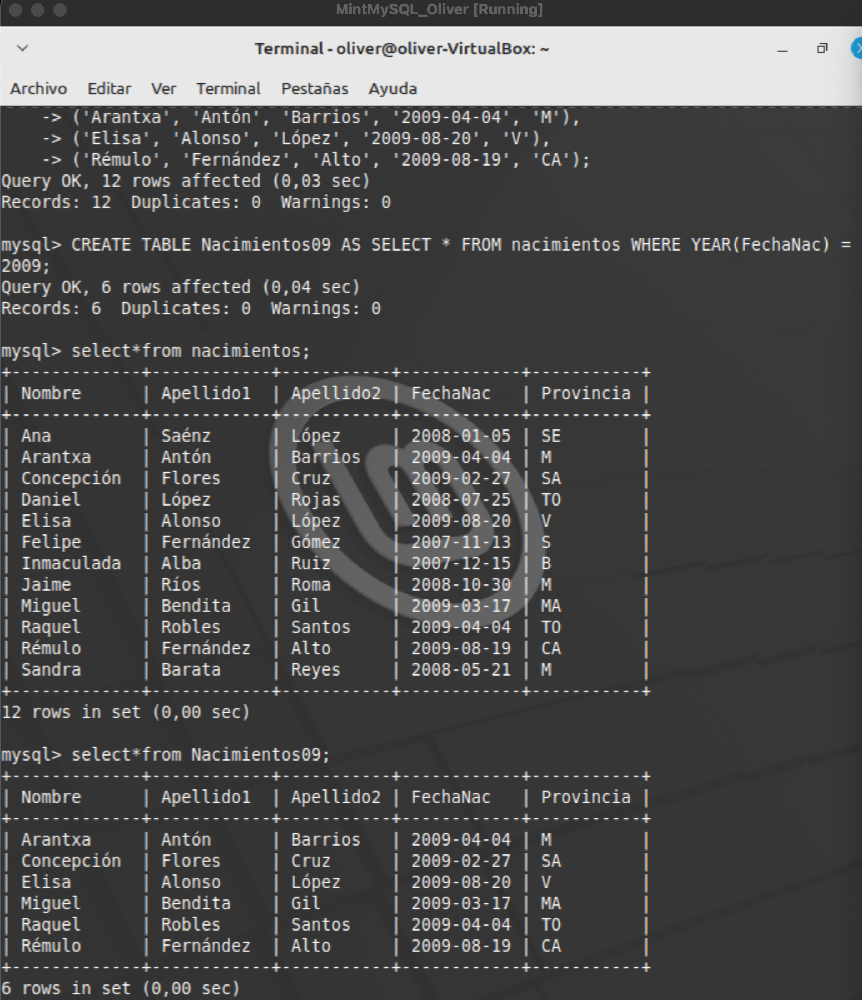 MintMySQL_Oliver [Running]
Terminal - oliver@oliver-VirtualBox: ~
Archivo Editar Ver Terminal Pestañas Ayuda
    -> ('Arantxa', 'Antón', 'Barrios', '2009-04-04', 'M'),
    -> ('Elisa', 'Alonso', 'López', '2009-08-20', 'V'),
    -> ('Rémulo', 'Fernández', 'Alto', '2009-08-19', 'CA');
Query OK, 12 rows affected (0,03 sec)
Records: 12  Duplicates: 0  Warnings: 0
mysql> CREATE TABLE Nacimientos09 AS SELECT * FROM nacimientos WHERE YEAR(FechaNac) =
2009;
Query OK, 6 rows affected (0,04 sec)
Records: 6  Duplicates: 0  Warnings: 0
mysql> select*from nacimientos;
+-------------+------------+-----------+------------+-----------+
| Nombre      | Apellido1  | Apellido2 | FechaNac   | Provincia |
+-------------+------------+-----------+------------+-----------+
| Ana         | Saénz      | López     | 2008-01-05 | SE        |
| Arantxa     | Antón      | Barrios   | 2009-04-04 | M         |
| Concepción  | Flores     | Cruz      | 2009-02-27 | SA        |
| Daniel      | López      | Rojas     | 2008-07-25 | TO        |
| Elisa       | Alonso     | López     | 2009-08-20 | V         |
| Felipe      | Fernández  | Gómez     | 2007-11-13 | S         |
| Inmaculada  | Alba       | Ruiz      | 2007-12-15 | B         |
| Jaime       | Ríos       | Roma      | 2008-10-30 | M         |
| Miguel      | Bendita    | Gil       | 2009-03-17 | MA        |
| Raquel      | Robles     | Santos    | 2009-04-04 | TO        |
| Rémulo      | Fernández  | Alto      | 2009-08-19 | CA        |
| Sandra      | Barata     | Reyes     | 2008-05-21 | M         |
+-------------+------------+-----------+------------+-----------+
12 rows in set (0,00 sec)
mysql> select*from Nacimientos09;
+-------------+------------+-----------+------------+-----------+
| Nombre      | Apellido1  | Apellido2 | FechaNac   | Provincia |
+-------------+------------+-----------+------------+-----------+
| Arantxa     | Antón      | Barrios   | 2009-04-04 | M         |
| Concepción  | Flores     | Cruz      | 2009-02-27 | SA        |
| Elisa       | Alonso     | López     | 2009-08-20 | V         |
| Miguel      | Bendita    | Gil       | 2009-03-17 | MA        |
| Raquel      | Robles     | Santos    | 2009-04-04 | TO        |
| Rémulo      | Fernández  | Alto      | 2009-08-19 | CA        |
+-------------+------------+-----------+------------+-----------+
6 rows in set (0,00 sec)